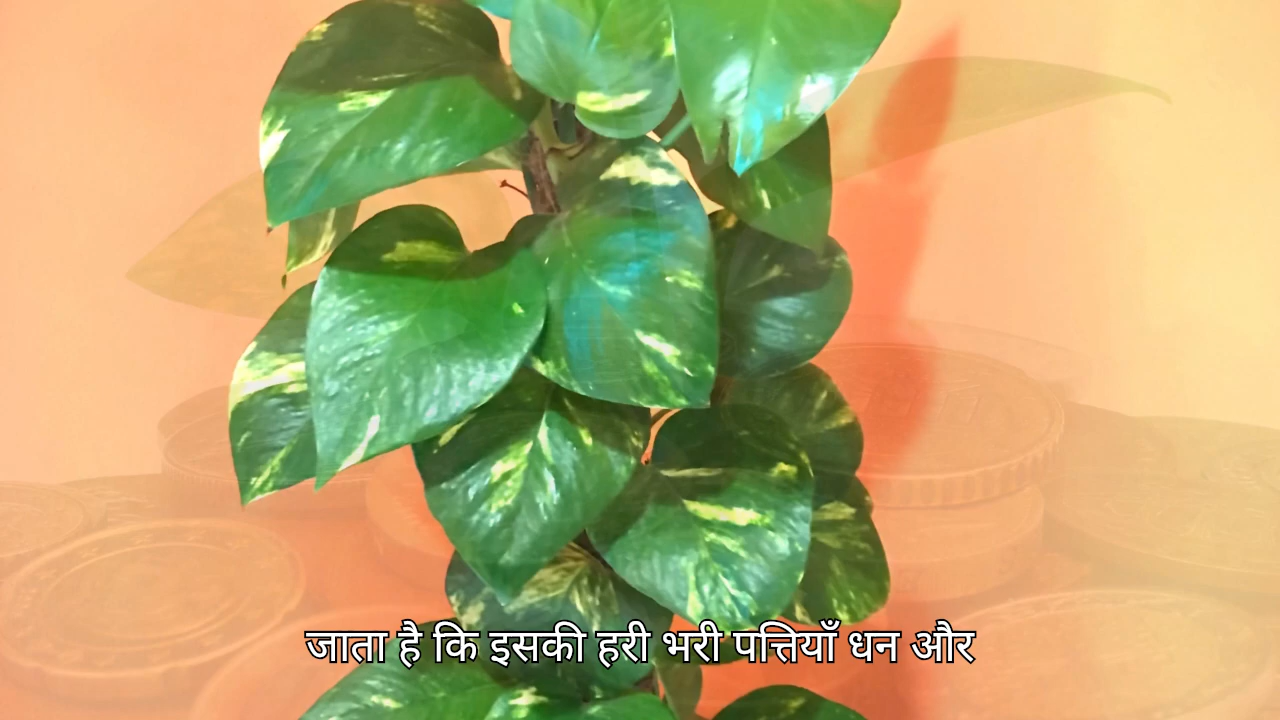 जाता है कि इसकी हरी भरी पत्तियाँ धन और